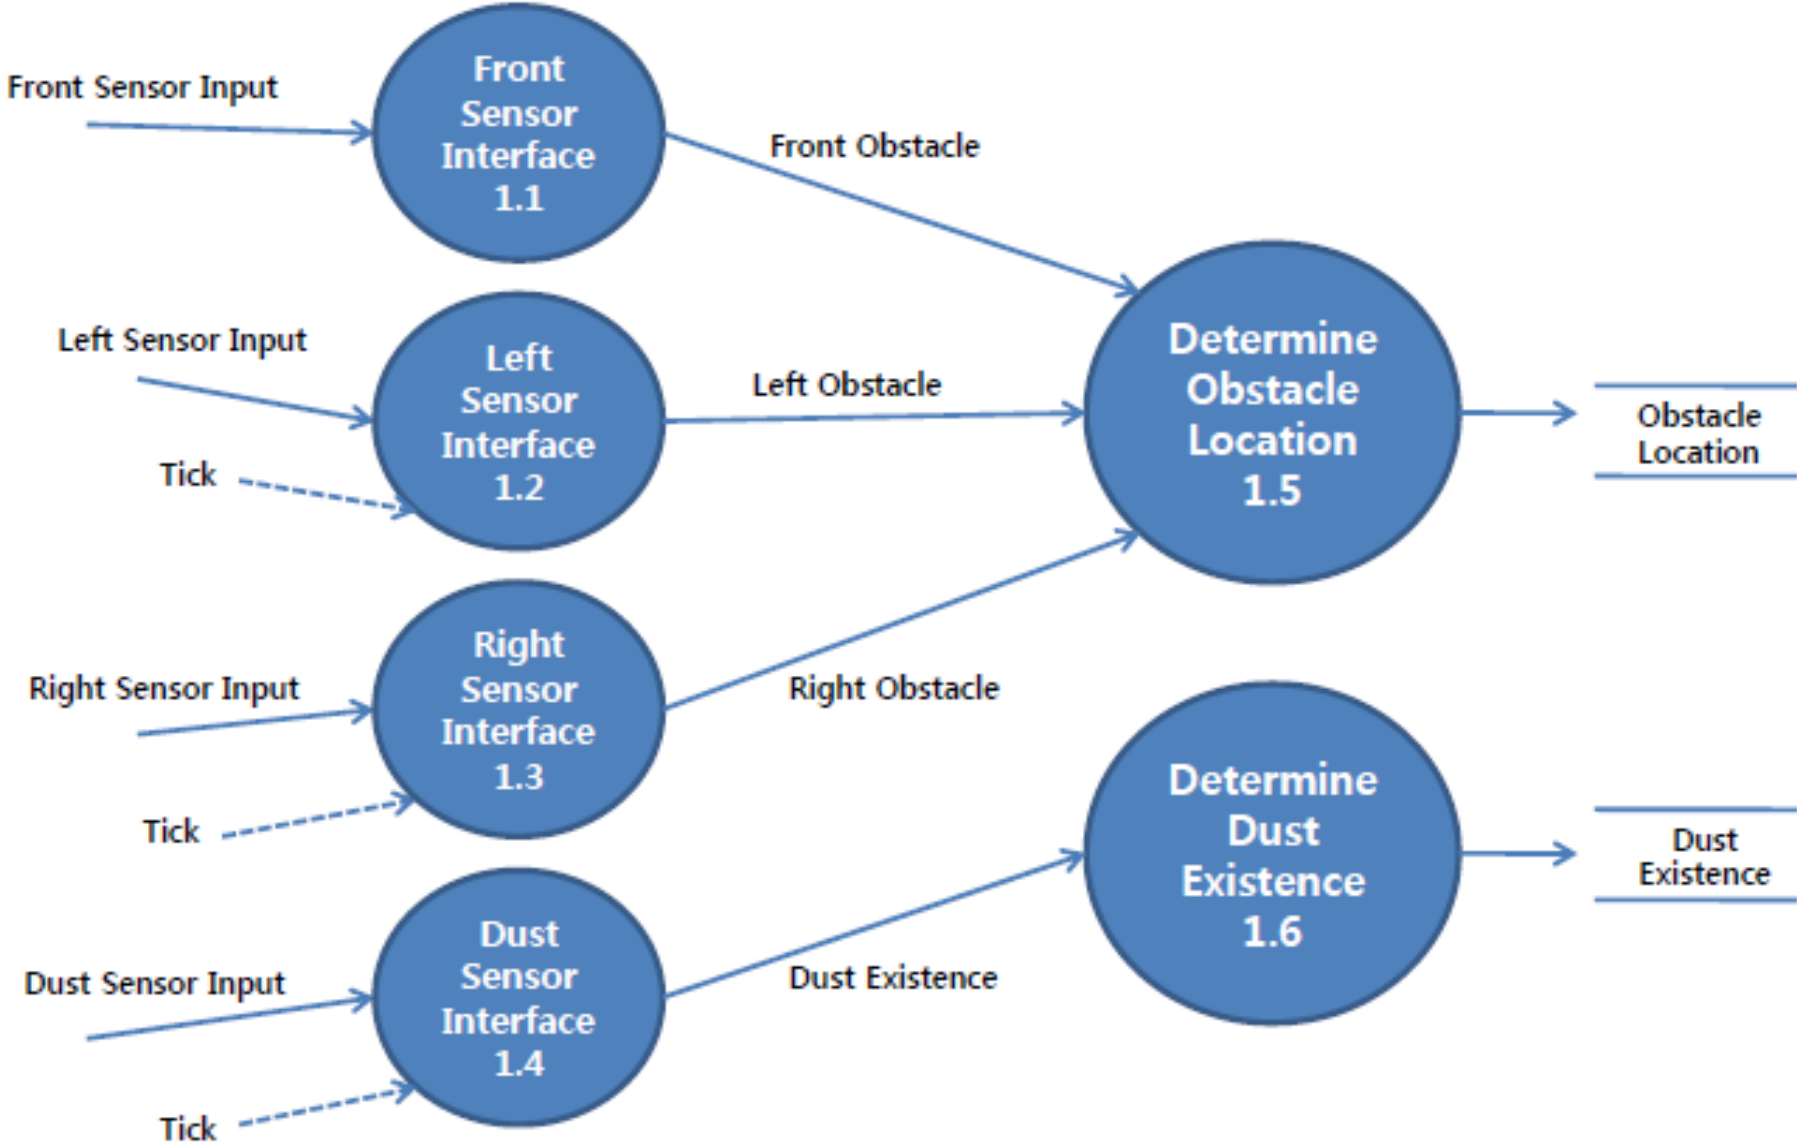 Front Sensor Input
Front
Sensor
Interface
1.1
Front Obstacle
Left Sensor Input
Tick
Left
Sensor
Interface
1.2
Left Obstacle
Determine
Obstacle
Location
1.5
Obstacle
Location
Right Sensor Input
Tick
Right
Sensor
Interface
1.3
Right Obstacle
Dust Sensor Input
Tick
Dust
Sensor
Interface
1.4
Dust Existence
Determine
Dust
Existence
1.6
Dust
Existence